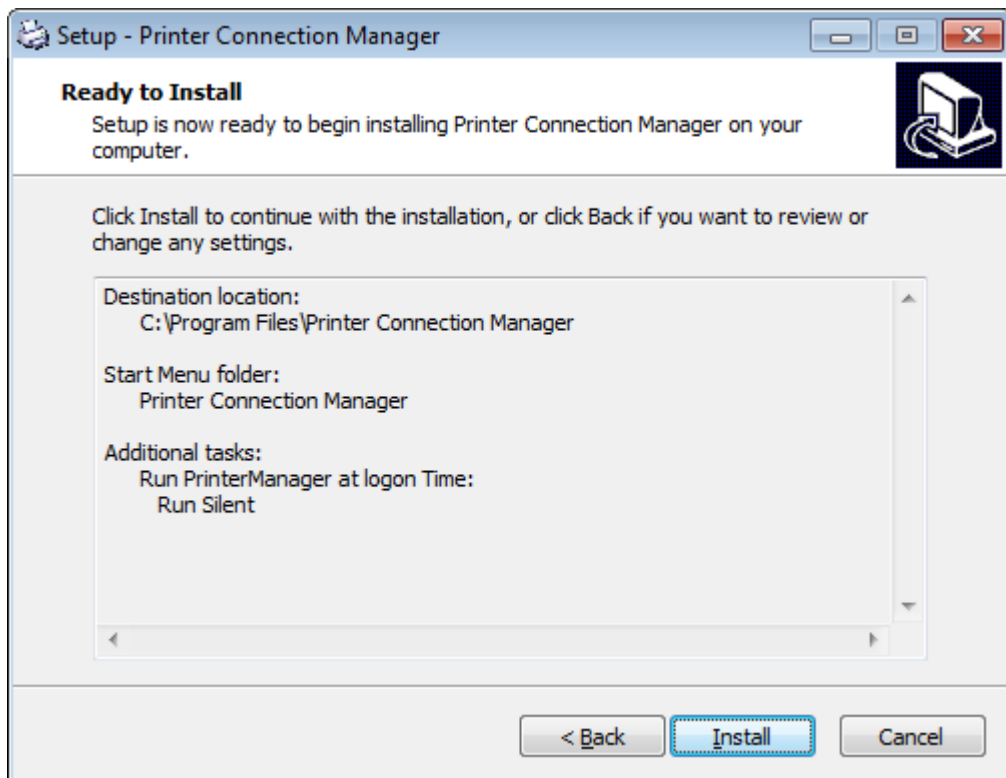 Setup - Printer Connection Manager
Ready to Install
Setup is now ready to begin installing Printer Connection Manager on your
computer.
Click Install to continue with the installation, or click Back if you want to review or
change any settings.
Destination location:
C:\Program Files\Printer Connection Manager
Start Menu folder:
Printer Connection Manager
Additional tasks:
Run PrinterManager at logon Time:
Run Silent
< Back
Install
Cancel